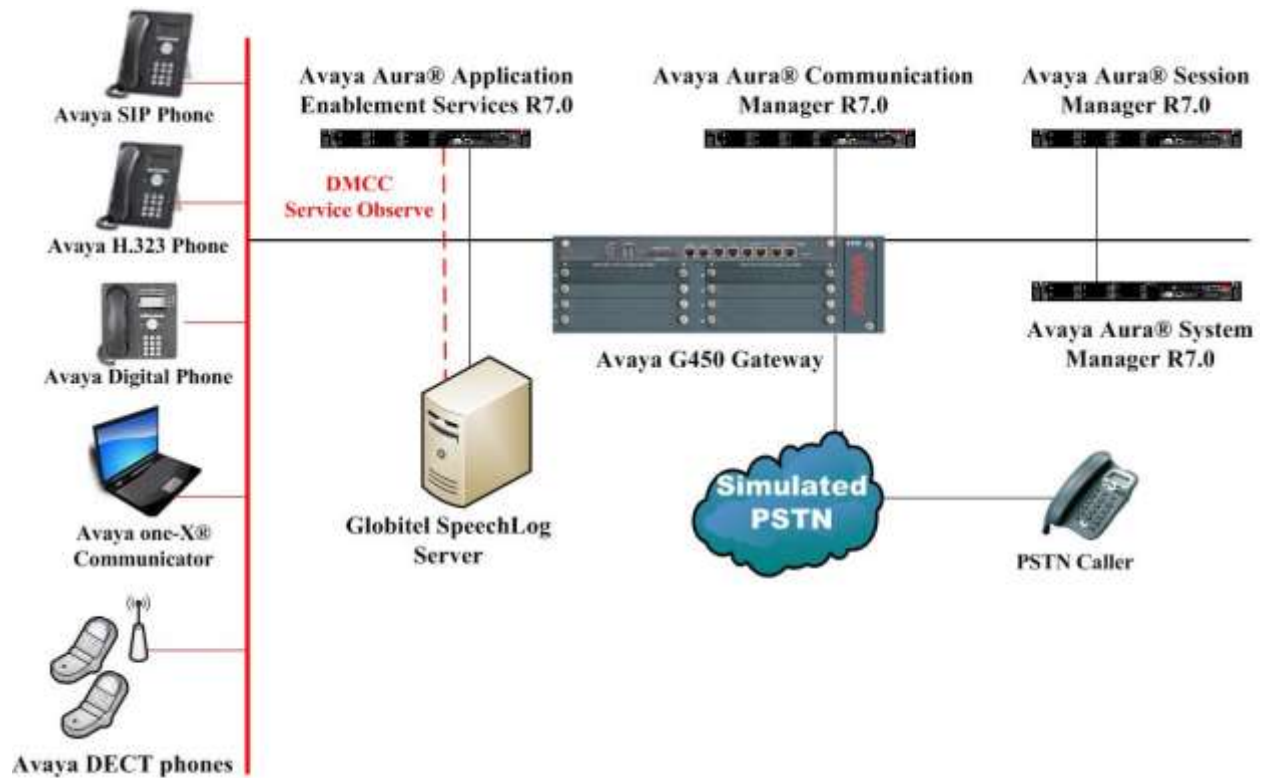 Avaya SIP Phone
Avaya H.323 Phone
Avaya Digital Phone
Avaya one-X®
Communicator
Avaya DECT phones
Avaya Aura® Application
Enablement Services R7.0
DMCC
Service Observe
Globitel SpeechLog
Server
Avaya Aura® Communication
Manager R7.0
Avaya G450 Gateway
Simulated
PSTN
Avaya Aura® Session
Manager R7.0
Avaya Aura® System
Manager R7.0
PSTN Caller